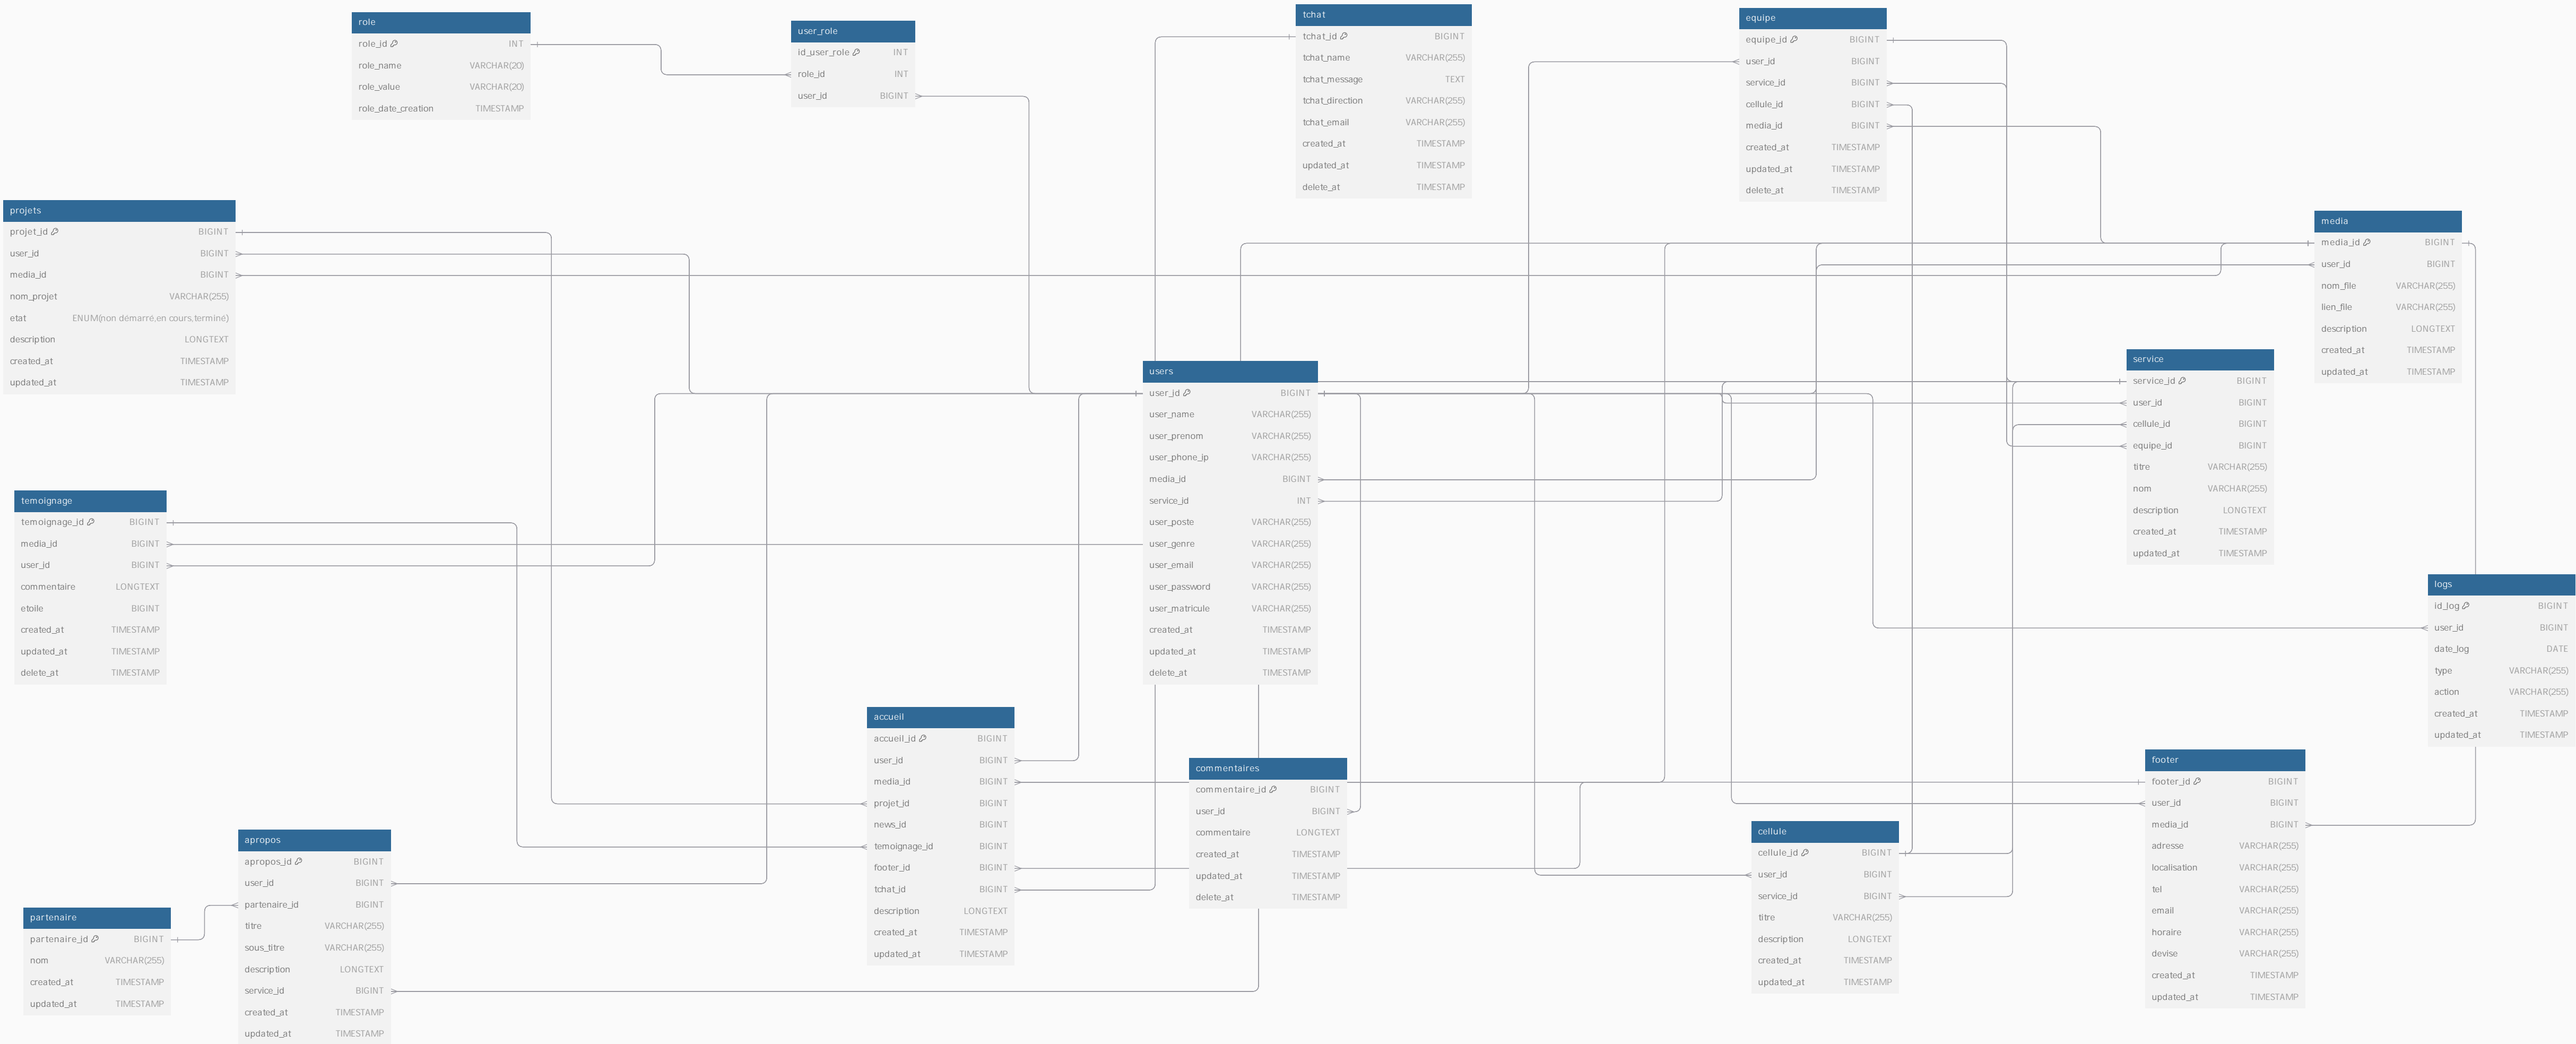 role
role_id INT
role_name VARCHAR(20)
role_value VARCHAR(20)
role_date_creation TIMESTAMP
user_role
id_user_role INT
role_id INT
user_id BIGINT
tchat
tchat_id BIGINT
tchat_name VARCHAR(255)
tchat_message TEXT
tchat_direction VARCHAR(255)
tchat_email VARCHAR(255)
created_at TIMESTAMP
updated_at TIMESTAMP
delete_at TIMESTAMP
equipe
equipe_id BIGINT
user_id BIGINT
service_id BIGINT
cellule_id BIGINT
media_id BIGINT
created_at TIMESTAMP
updated_at TIMESTAMP
delete_at TIMESTAMP
projets
projet_id BIGINT
user_id BIGINT
media_id BIGINT
nom_projet VARCHAR(255)
etat ENUM(non démarré,en cours,terminé)
description LONGTEXT
created_at TIMESTAMP
updated_at TIMESTAMP
media
media_id BIGINT
user_id BIGINT
nom_file VARCHAR(255)
lien_file VARCHAR(255)
description LONGTEXT
created_at TIMESTAMP
updated_at TIMESTAMP
users
user_id BIGINT
user_name VARCHAR(255)
user_prenom VARCHAR(255)
user_phone_ip VARCHAR(255)
media_id BIGINT
service_id INT
user_poste VARCHAR(255)
user_genre VARCHAR(255)
user_email VARCHAR(255)
user_password VARCHAR(255)
user_matricule VARCHAR(255)
created_at TIMESTAMP
updated_at TIMESTAMP
delete_at TIMESTAMP
service
service_id BIGINT
user_id BIGINT
cellule_id BIGINT
equipe_id BIGINT
titre VARCHAR(255)
nom VARCHAR(255)
description LONGTEXT
created_at TIMESTAMP
updated_at TIMESTAMP
temoignage
temoignage_id BIGINT
media_id BIGINT
user_id BIGINT
commentaire LONGTEXT
etoile BIGINT
created_at TIMESTAMP
updated_at TIMESTAMP
delete_at TIMESTAMP
logs
id_log BIGINT
user_id BIGINT
date_log DATE
type VARCHAR(255)
action VARCHAR(255)
created_at TIMESTAMP
updated_at TIMESTAMP
accueil
accueil_id BIGINT
user_id BIGINT
media_id BIGINT
projet_id BIGINT
news_id BIGINT
temoignage_id BIGINT
footer_id BIGINT
tchat_id BIGINT
description LONGTEXT
created_at TIMESTAMP
updated_at TIMESTAMP
commentaires
commentaire_id BIGINT
user_id BIGINT
commentaire LONGTEXT
created_at TIMESTAMP
updated_at TIMESTAMP
delete_at TIMESTAMP
footer
footer_id BIGINT
user_id BIGINT
media_id BIGINT
adresse VARCHAR(255)
localisation VARCHAR(255)
tel VARCHAR(255)
email VARCHAR(255)
horaire VARCHAR(255)
devise VARCHAR(255)
created_at TIMESTAMP
updated_at TIMESTAMP
cellule
cellule_id BIGINT
user_id BIGINT
service_id BIGINT
titre VARCHAR(255)
description LONGTEXT
created_at TIMESTAMP
updated_at TIMESTAMP
apropos
apropos_id BIGINT
user_id BIGINT
partenaire_id BIGINT
titre VARCHAR(255)
sous_titre VARCHAR(255)
description LONGTEXT
service_id BIGINT
created_at TIMESTAMP
updated_at TIMESTAMP
partenaire
partenaire_id BIGINT
nom VARCHAR(255)
created_at TIMESTAMP
updated_at TIMESTAMP